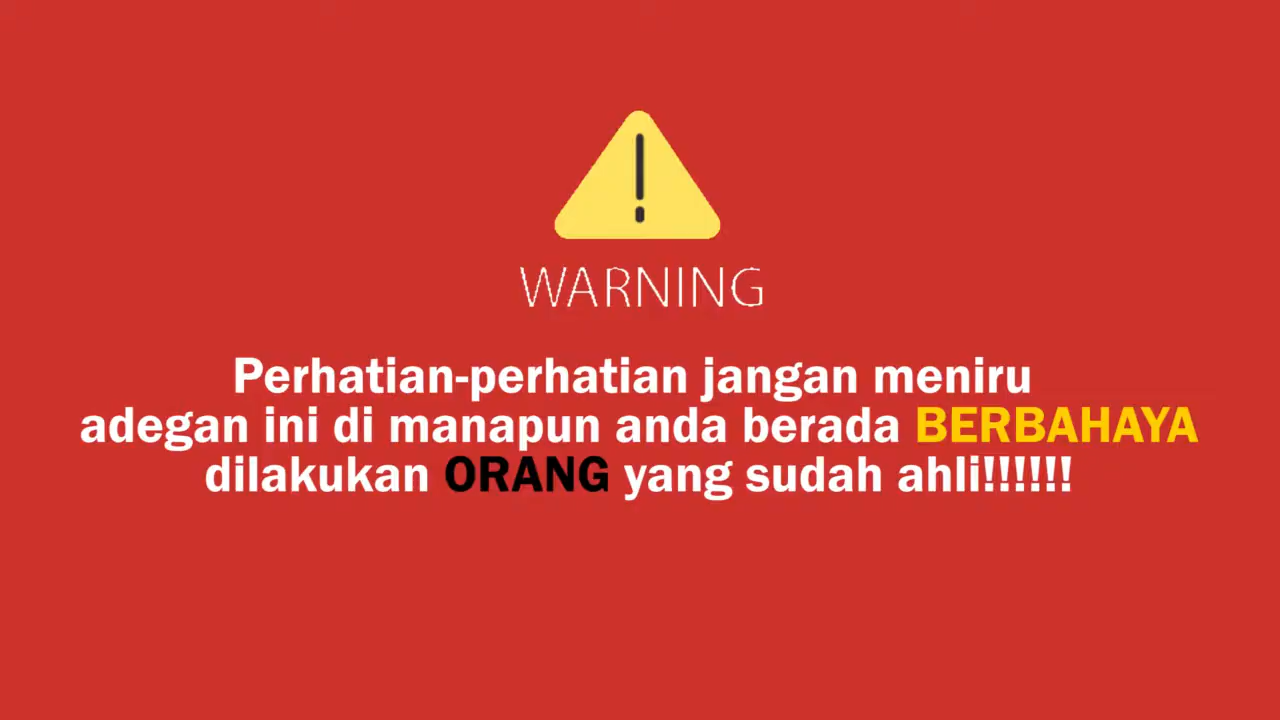 WARNING
Perhatian-perhatian jangan meniru
adegan ini di manapun anda berada BERBAHAYA
dilakukan ORANG yang sudah ahli!!!!!!